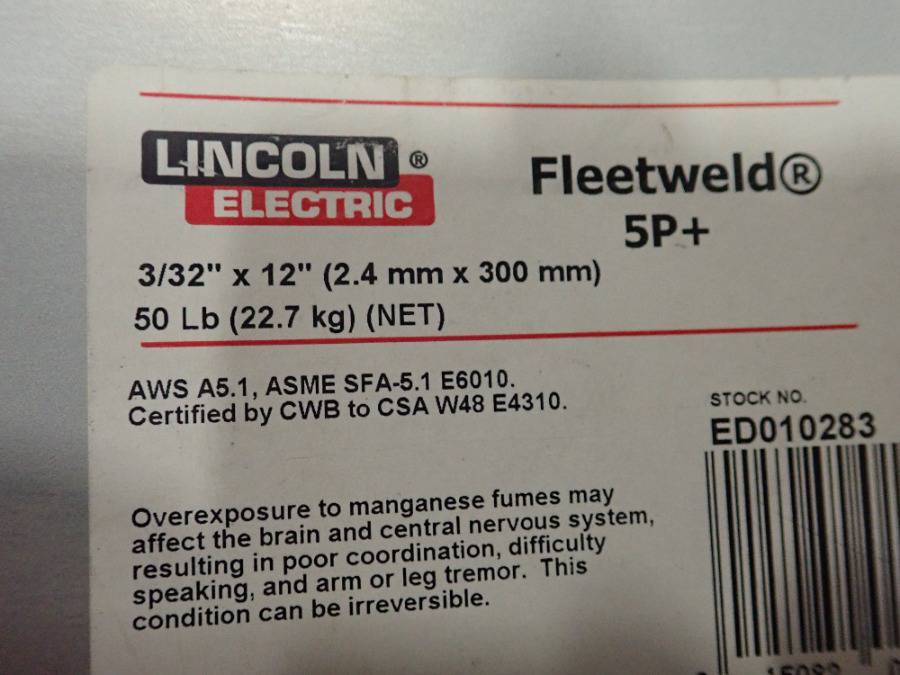 LINCOLN ®
ELECTRIC
Fleetweld®
5P+
3/32" x 12" (2.4 mm x 300 mm)
50 Lb (22.7 kg) (NET)
AWS A5.1, ASME SFA-5.1 E6010.
Certified by CWB to CSA W48 E4310.
STOCK NO.
ED010283
Overexposure to manganese fumes may
affect the brain and central nervous system,
resulting in poor coordination, difficulty
speaking, and arm or leg tremor. This
condition can be irreversible.